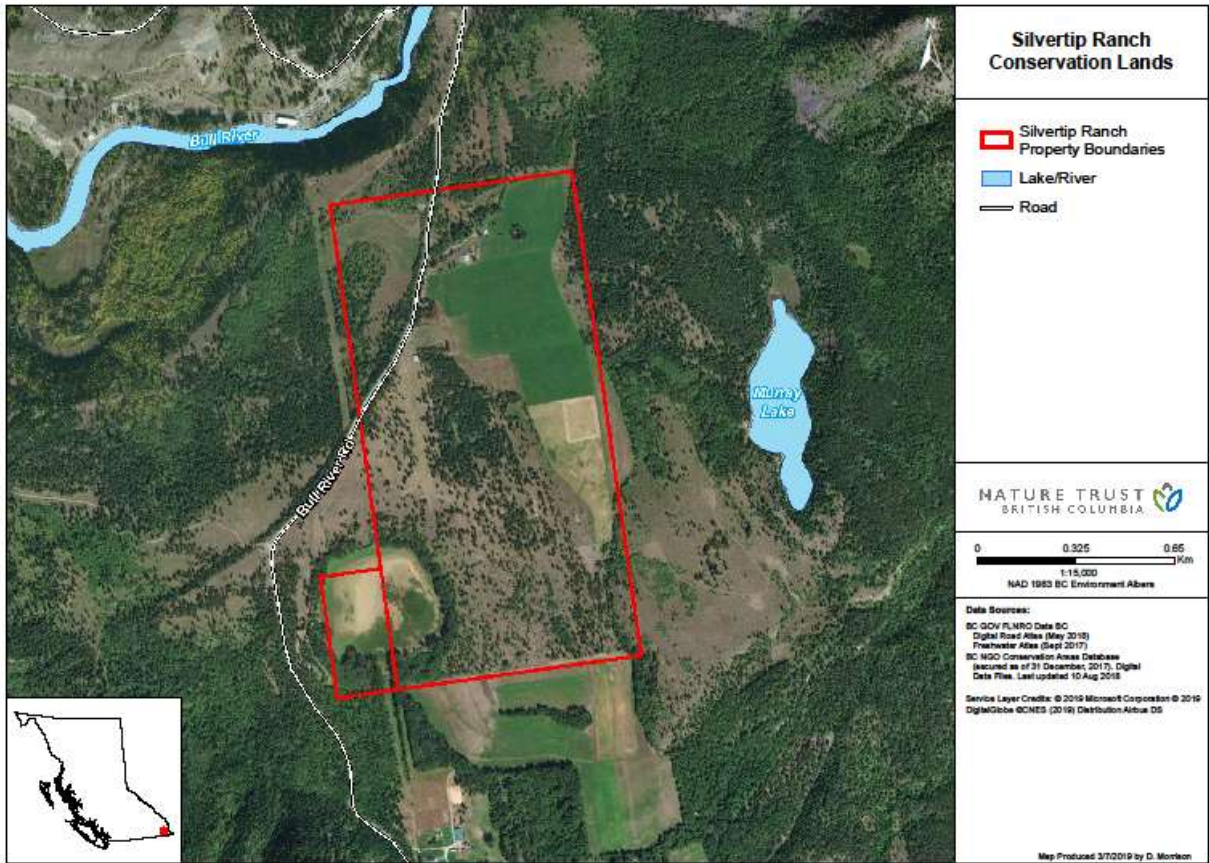 Silvertip Ranch
Conservation Lands
Silvertip Ranch
Property Boundaries
Lake/River
Road
NATURE TRUST
BRITISH COLUMBIA
0 0.325 0.65
Km
1:15,000
NAD 1983 BC Environment Albers
Data Sources:
BC GOV FLNRO Data BC
Digital Road Atlas (May 2018)
Freshwater Atlas (Sept 2017)
BC NGO Conservation Areas Database
(secured as of 31 December, 2017). Digital
Data Files. Last updated 10 Aug 2018
Service Layer Credits: © 2019 Microsoft Corporation © 2019
DigitalGlobe ©CNES (2019) Distribution Airbus DS
Map Produced 3/7/2019 by D. Morrison
Bull River
Murray
Lake
Bull River Rd
N